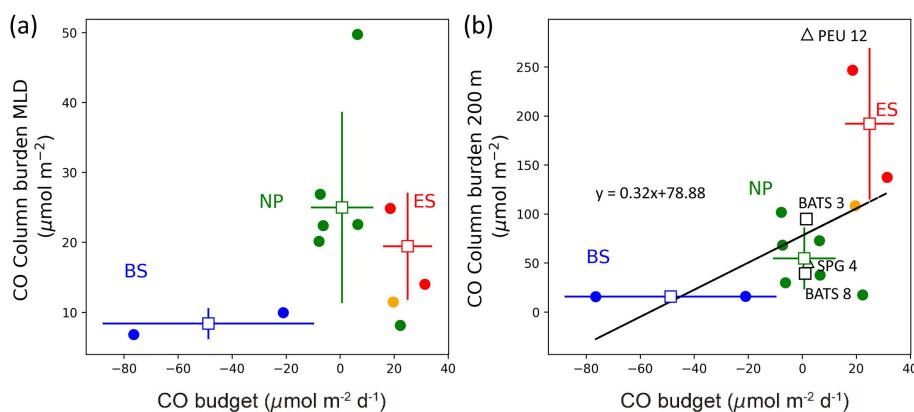 (a)
CO Column burden MLD
(μmol m⁻²)
50
40
30
20
10
BS
NP
ES
−80
−60
−40
−20
0
20
40
CO budget (μmol m⁻² d⁻¹)
(b)
CO Column burden 200 m
(μmol m⁻²)
250
200
150
100
50
0
PEU 12
ES
NP
y = 0.32x+78.88
BATS 3
BS
SPG 4
BATS 8
−80
−60
−40
−20
0
20
40
CO budget (μmol m⁻² d⁻¹)